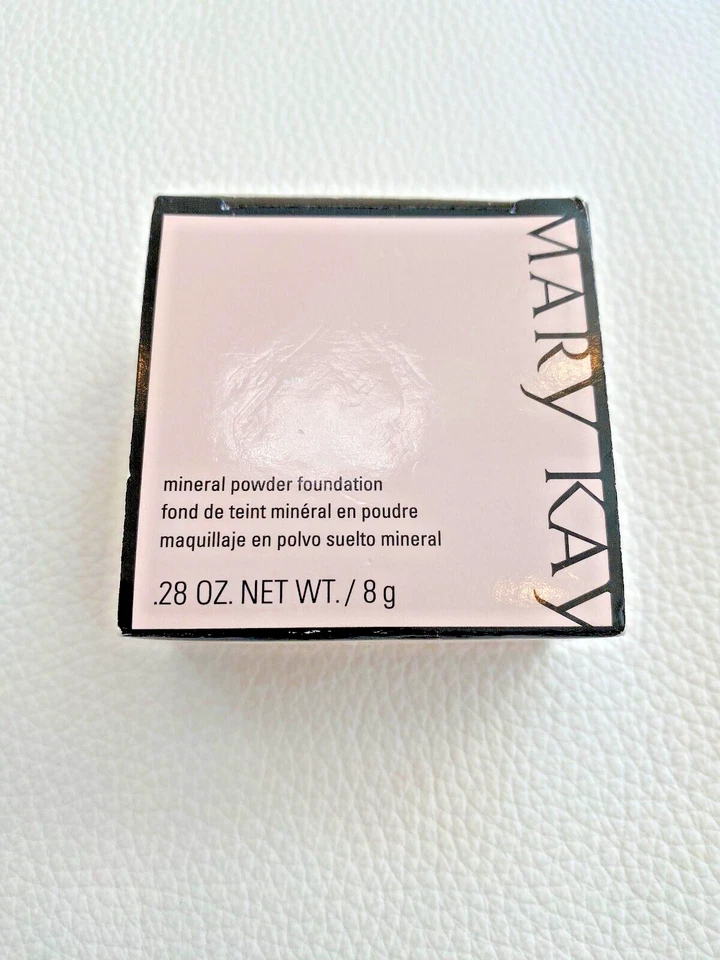 MARY KAY
mineral powder foundation
fond de teint minéral en poudre
maquillaje en polvo suelto mineral
.28 OZ. NET WT. / 8 g